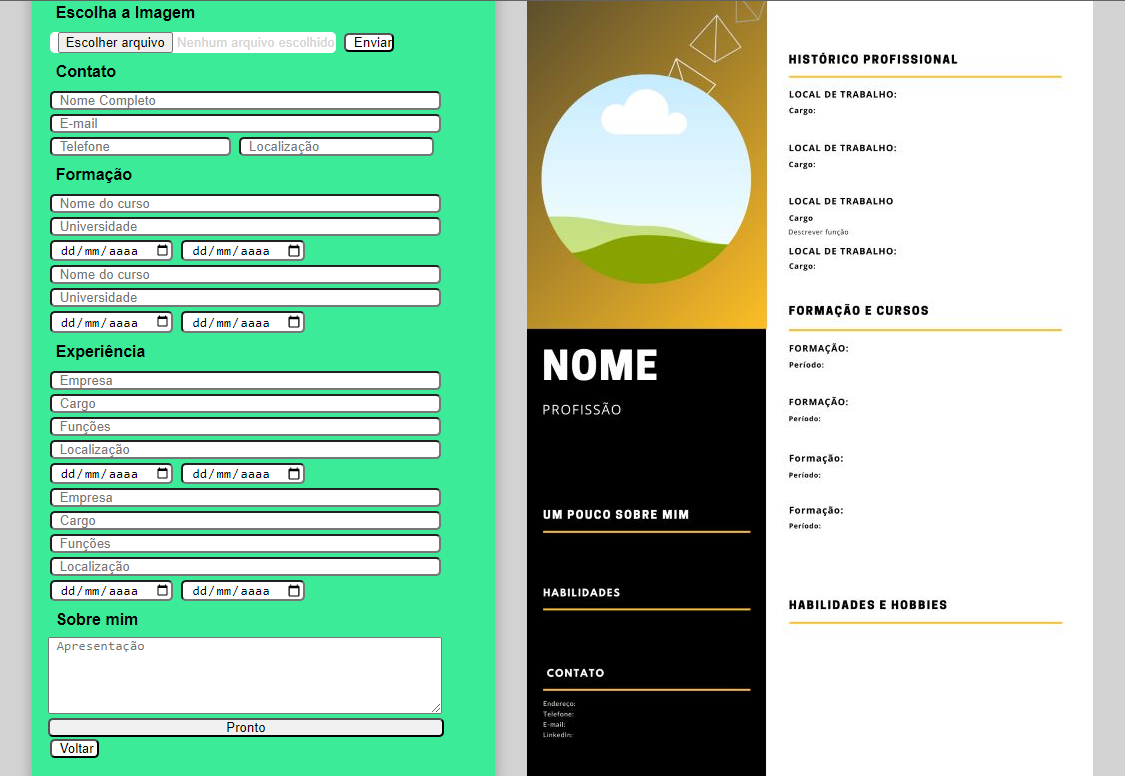 Escolha a Imagem
Escolher arquivo Nenhum arquivo escolhido Enviar
Contato
Nome Completo
E-mail
Telefone Localização
Formação
Nome do curso
Universidade
dd/mm/aaaa dd/mm/aaaa
Nome do curso
Universidade
dd/mm/aaaa dd/mm/aaaa
Experiência
Empresa
Cargo
Funções
Localização
dd/mm/aaaa dd/mm/aaaa
Empresa
Cargo
Funções
Localização
dd/mm/aaaa dd/mm/aaaa
Sobre mim
Apresentação
Pronto
Voltar
NOME
PROFISSÃO
UM POUCO SOBRE MIM
HABILIDADES
CONTATO
Endereço:
Telefone:
E-mail:
LinkedIn:
HISTÓRICO PROFISSIONAL
LOCAL DE TRABALHO:
Cargo:
LOCAL DE TRABALHO:
Cargo:
LOCAL DE TRABALHO
Cargo
Descrever função
LOCAL DE TRABALHO:
Cargo:
FORMAÇÃO E CURSOS
FORMAÇÃO:
Período:
FORMAÇÃO:
Período:
Formação:
Período:
Formação:
Período:
HABILIDADES E HOBBIES